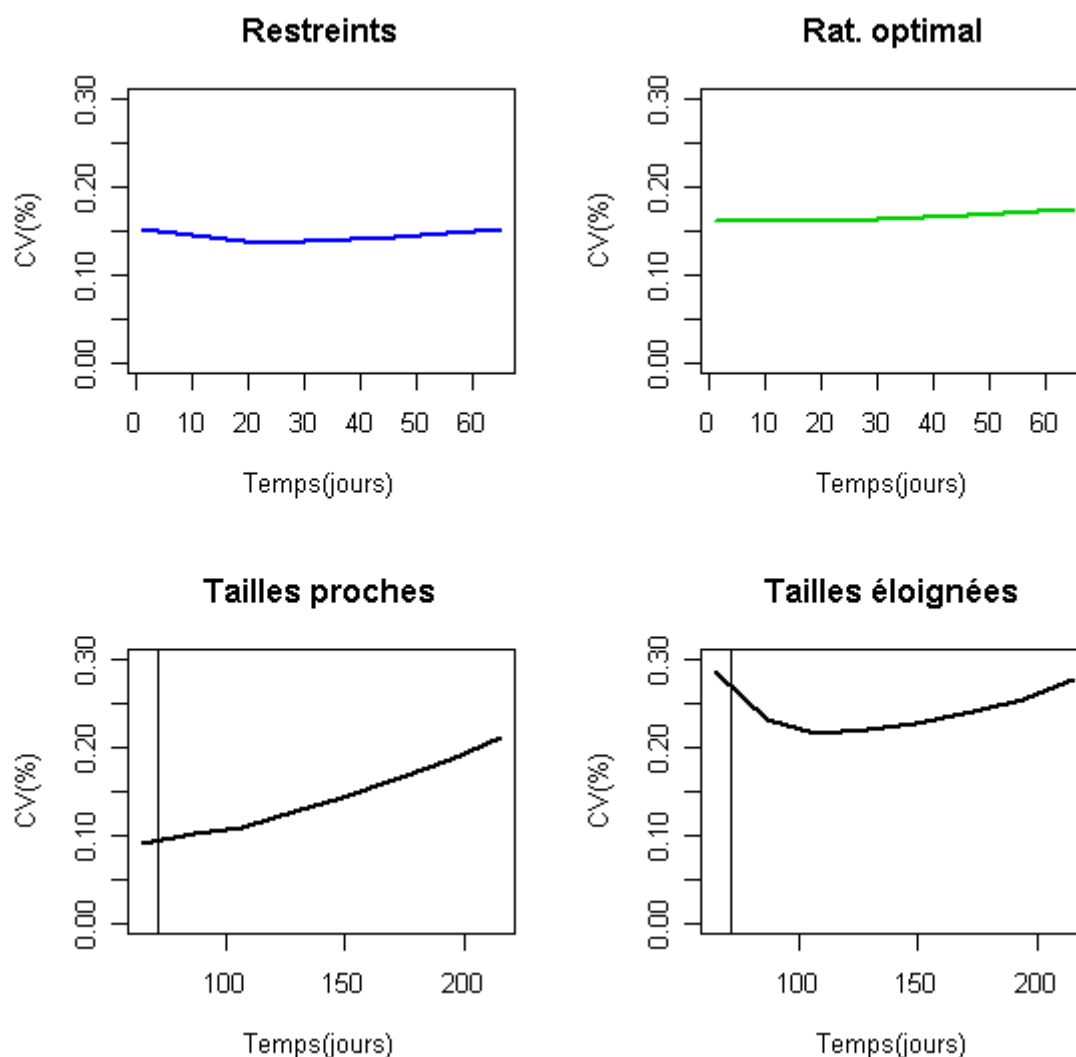 Restreints
CV(%)
0.00 0.10 0.20 0.30
0 10 20 30 40 50 60
Temps(jours)
Rat. optimal
CV(%)
0.00 0.10 0.20 0.30
0 10 20 30 40 50 60
Temps(jours)
Tailles proches
CV(%)
0.00 0.10 0.20 0.30
100 150 200
Temps(jours)
Tailles éloignées
CV(%)
0.00 0.10 0.20 0.30
100 150 200
Temps(jours)